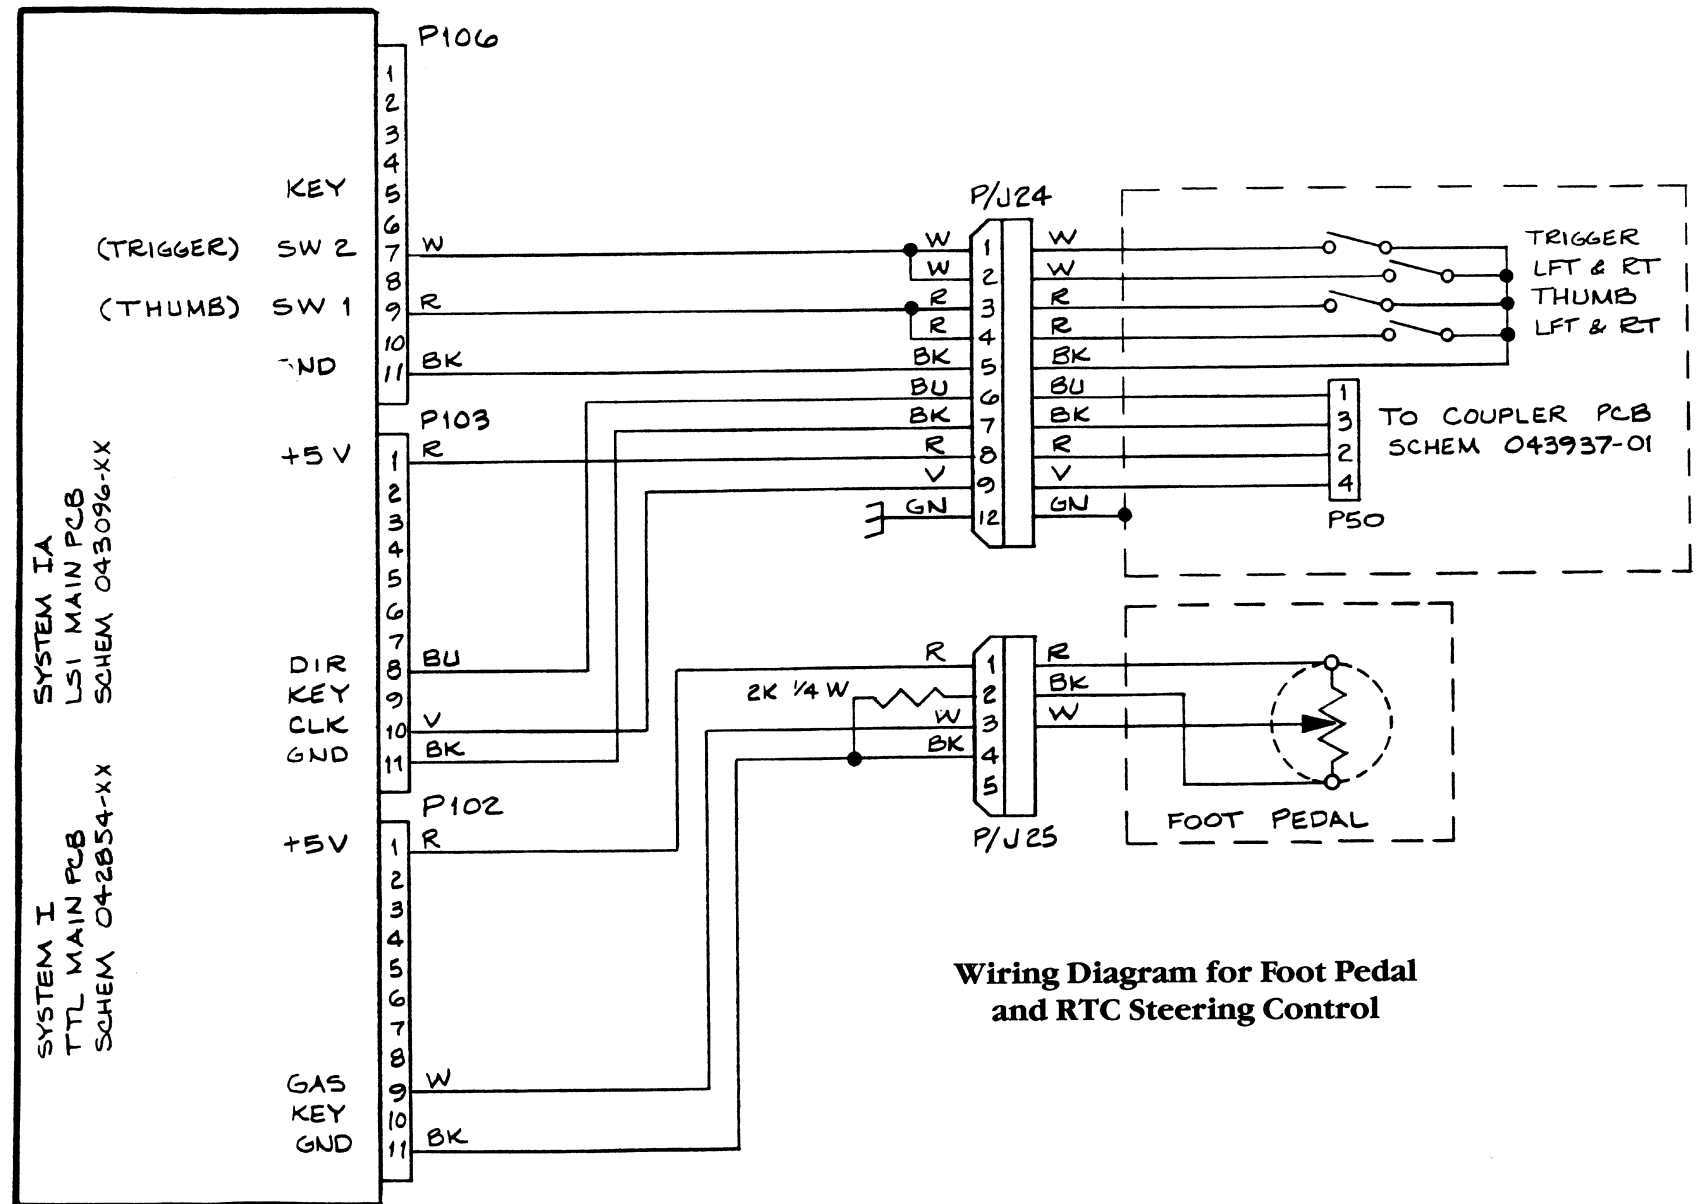 P106
1
2
3
4
KEY 5
6
(TRIGGER) SW 2 7 W
8
(THUMB) SW 1 9 R
10
ND 11 BK
P103
+5 V 1 R
2
3
4
5
6
7
DIR 8 BU
KEY 9
CLK 10 V
GND 11 BK
P102
+5V 1 R
2
3
4
5
6
7
8
GAS 9 W
KEY 10
GND 11 BK
SYSTEM IA
LSI MAIN PCB
SCHEM 043096-XX
SYSTEM I
TTL MAIN PCB
SCHEM 042854-XX
P/J24
W 1 W
W 2 W
R 3 R
R 4 R
BK 5 BK
BU 6 BU
BK 7 BK
R 8 R
V 9 V
GN 12 GN
TRIGGER
LFT & RT
THUMB
LFT & RT
1
3
2
4
P50
TO COUPLER PCB
SCHEM 043937-01
R 1 R
2K 1/4 W 2 BK
W 3 W
BK 4
5
P/J25
FOOT PEDAL
Wiring Diagram for Foot Pedal
and RTC Steering Control